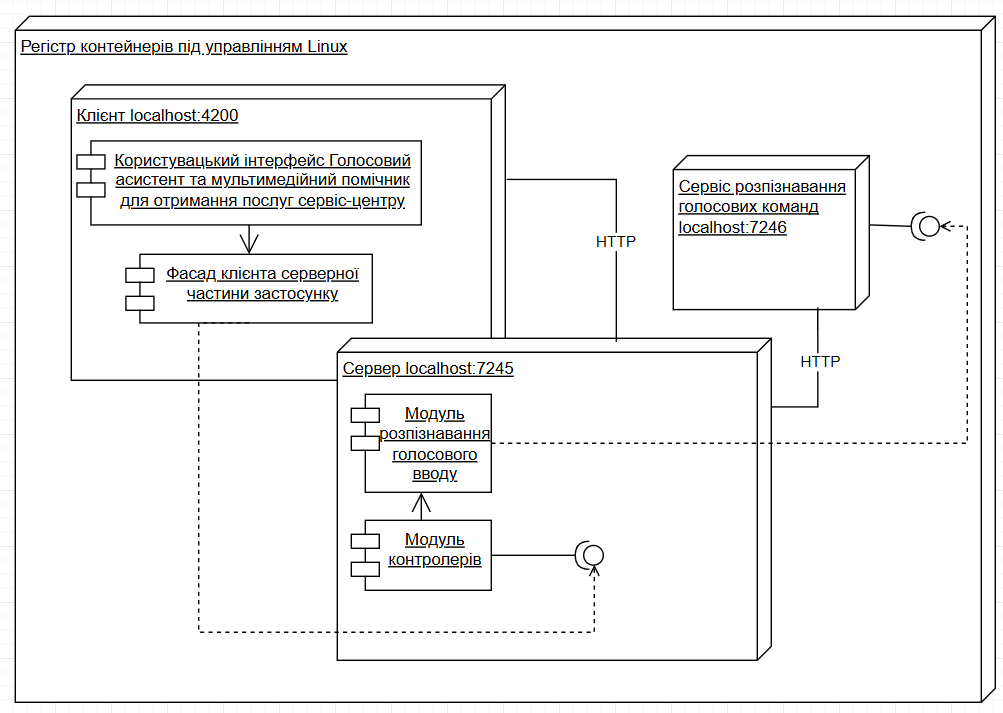 Регістр контейнерів під управлінням Linux
Клієнт localhost:4200
Користувацький інтерфейс Голосовий
асистент та мультимедійний помічник
для отримання послуг сервіс-центру
Фасад клієнта серверної
частини застосунку
HTTP
Сервіс розпізнавання
голосових команд
localhost:7246
HTTP
Сервер localhost:7245
Модуль
розпізнавання
голосового
вводу
Модуль
контролерів